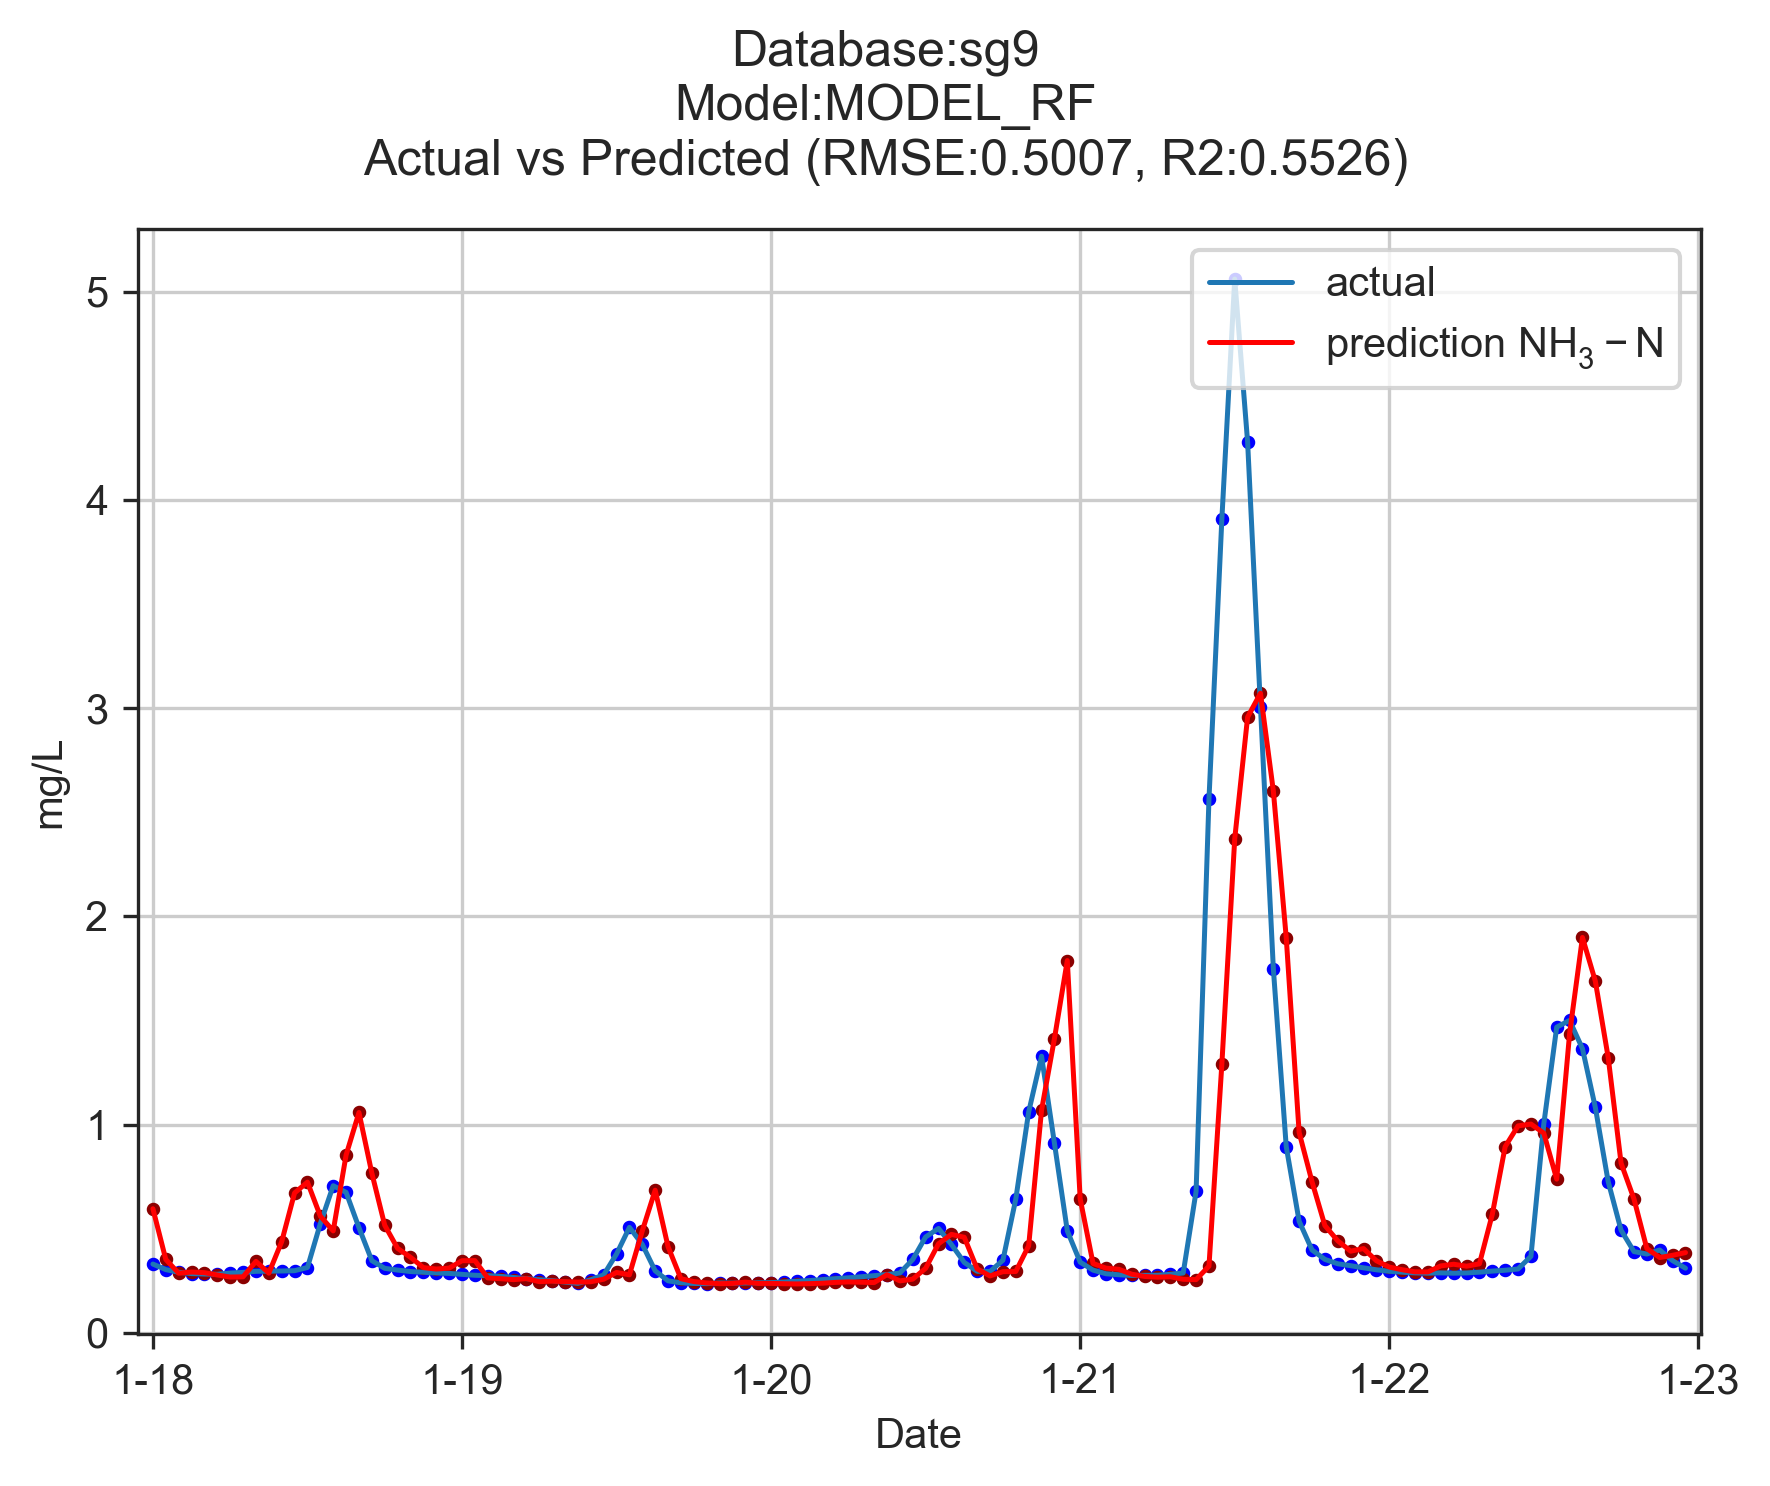 Database:sg9
Model:MODEL_RF
Actual vs Predicted (RMSE:0.5007, R2:0.5526)
actual
prediction NH₃ − N
5
4
3
2
1
0
mg/L
1-18 1-19 1-20 1-21 1-22 1-23
Date